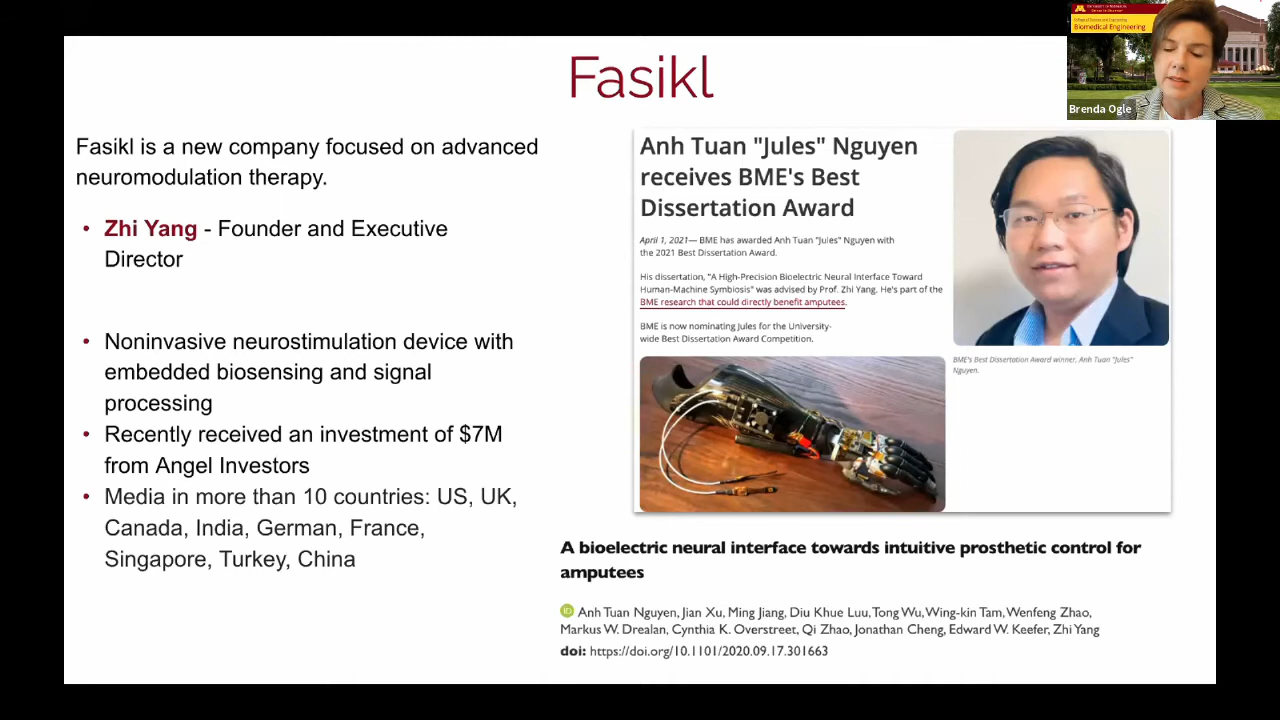 Fasikl
Fasikl is a new company focused on advanced
neuromodulation therapy.
• Zhi Yang - Founder and Executive
Director
• Noninvasive neurostimulation device with
embedded biosensing and signal
processing
• Recently received an investment of $7M
from Angel Investors
• Media in more than 10 countries: US, UK,
Canada, India, German, France,
Singapore, Turkey, China
Anh Tuan "Jules" Nguyen
receives BME's Best
Dissertation Award
April 1, 2021— BME has awarded Anh Tuan "Jules" Nguyen with
the 2021 Best Dissertation Award.
His dissertation, "A High-Precision Bioelectric Neural Interface Toward
Human-Machine Symbiosis" was advised by Prof. Zhi Yang. He's part of the
BME research that could directly benefit amputees.
BME is now nominating Jules for the University-
wide Best Dissertation Award Competition.
BME's Best Dissertation Award winner, Anh Tuan "Jules"
Nguyen.
A bioelectric neural interface towards intuitive prosthetic control for
amputees
iD Anh Tuan Nguyen, Jian Xu, Ming Jiang, Diu Khue Luu, Tong Wu, Wing-kin Tam, Wenfeng Zhao,
Markus W. Drealan, Cynthia K. Overstreet, Qi Zhao, Jonathan Cheng, Edward W. Keefer, Zhi Yang
doi: https://doi.org/10.1101/2020.09.17.301663
Biomedical Engineering
Brenda Ogle